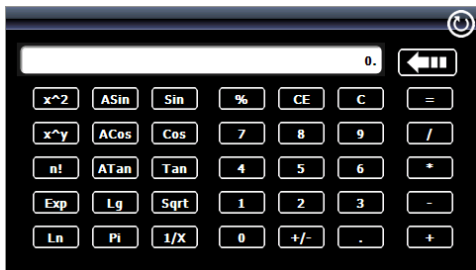 0.
x^2 ASin Sin % CE C =
x^y ACos Cos 7 8 9 /
n! ATan Tan 4 5 6 *
Exp Lg Sqrt 1 2 3 -
Ln Pi 1/X 0 +/- . +